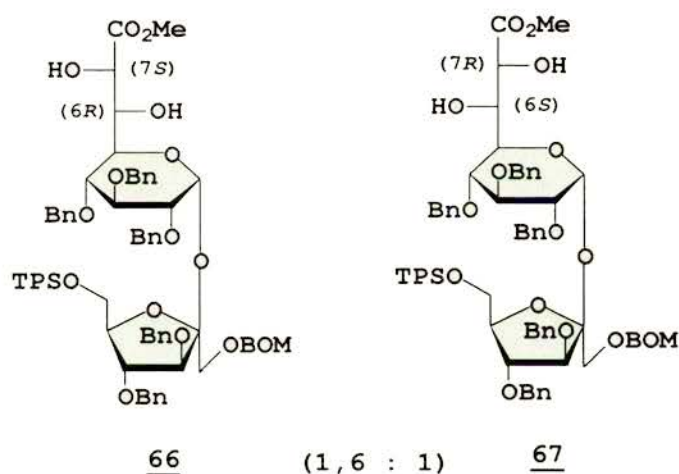 CO₂Me
HO (7S)
(6R) OH
O
OBn
BnO
BnO
O
TPSO
O
BnO
OBOM
OBn
CO₂Me
(7R) OH
HO (6S)
O
OBn
BnO
BnO
O
TPSO
O
BnO
OBOM
OBn
66 (1,6 : 1) 67